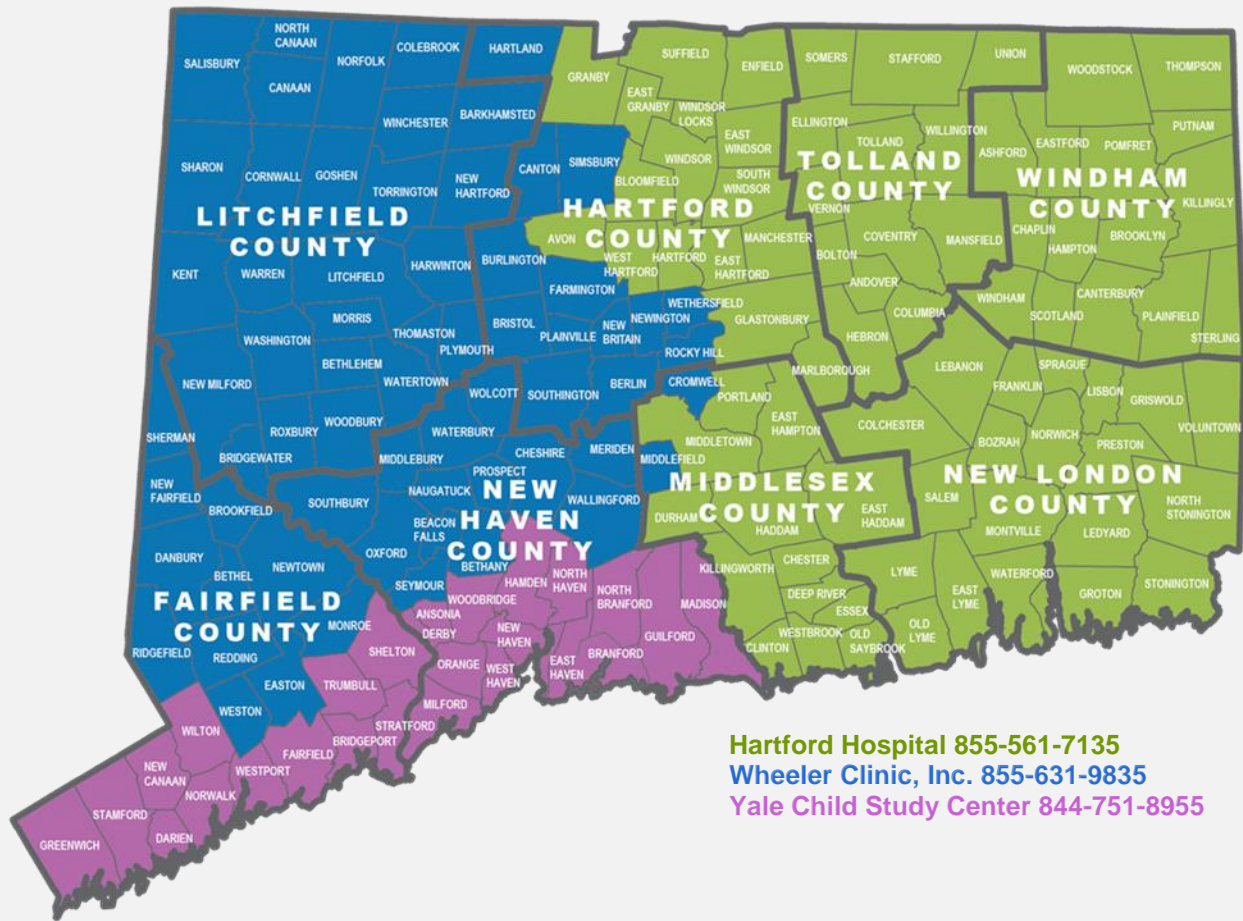 NORTH
CANAAN
COLEBROOK
HARTLAND
SALISBURY
NORFOLK
CANAAN
SUFFIELD
ENFIELD
SOMERS
STAFFORD
UNION
WOODSTOCK
THOMPSON
GRANBY
EAST
GRANBY
WINDSOR
LOCKS
WINCHESTER
BARKHAMSTED
EAST
WINDSOR
ELLINGTON
TOLLAND
WILLINGTON
ASHFORD
EASTFORD
POMFRET
PUTNAM
SHARON
CORNWALL
GOSHEN
TORRINGTON
NEW
HARTFORD
CANTON
SIMSBURY
WINDSOR
BLOOMFIELD
SOUTH
WINDSOR
TOLLAND
COUNTY
WINDHAM
COUNTY
KILLINGLY
LITCHFIELD
COUNTY
HARTFORD
COUNTY
VERNON
COVENTRY
MANSFIELD
CHAPLIN
HAMPTON
BROOKLYN
AVON
WEST
HARTFORD
HARTFORD
EAST
HARTFORD
MANCHESTER
BOLTON
ANDOVER
COLUMBIA
KENT
WARREN
LITCHFIELD
HARWINTON
BURLINGTON
FARMINGTON
WINDHAM
SCOTLAND
CANTERBURY
PLAINFIELD
STERLING
WASHINGTON
MORRIS
THOMASTON
PLYMOUTH
BRISTOL
PLAINVILLE
NEW
BRITAIN
NEWINGTON
WETHERSFIELD
ROCKY HILL
GLASTONBURY
HEBRON
MARLBOROUGH
NEW MILFORD
BETHLEHEM
WATERTOWN
WOLCOTT
SOUTHINGTON
BERLIN
CROMWELL
PORTLAND
EAST
HAMPTON
LEBANON
FRANKLIN
SPRAGUE
LISBON
GRISWOLD
VOLUNTOWN
SHERMAN
BRIDGEWATER
ROXBURY
WOODBURY
MIDDLEBURY
WATERBURY
CHESHIRE
MERIDEN
MIDDLEFIELD
MIDDLETOWN
COLCHESTER
BOZRAH
NORWICH
PRESTON
NEW
FAIRFIELD
BROOKFIELD
SOUTHBURY
NAUGATUCK
PROSPECT
WALLINGFORD
NEW
HAVEN
COUNTY
MIDDLESEX
COUNTY
NEW LONDON
COUNTY
DURHAM
HADDAM
EAST
HADDAM
SALEM
MONTVILLE
LEDYARD
NORTH
STONINGTON
DANBURY
BETHEL
NEWTOWN
OXFORD
BEACON
FALLS
BETHANY
SEYMOUR
HAMDEN
NORTH
HAVEN
NORTH
BRANFORD
MADISON
KILLINGWORTH
CHESTER
DEEP RIVER
ESSEX
LYME
EAST
LYME
WATERFORD
GROTON
STONINGTON
FAIRFIELD
COUNTY
MONROE
SHELTON
ANSONIA
WOODBRIDGE
DERBY
NEW
HAVEN
GUILFORD
BRANFORD
EAST
HAVEN
CLINTON
WESTBROOK
OLD
SAYBROOK
OLD
LYME
RIDGEFIELD
REDDING
EASTON
WESTON
TRUMBULL
ORANGE
WEST
HAVEN
MILFORD
STRATFORD
BRIDGEPORT
FAIRFIELD
WESTPORT
WILTON
NEW
CANAAN
NORWALK
STAMFORD
DARIEN
GREENWICH
Hartford Hospital 855-561-7135
Wheeler Clinic, Inc. 855-631-9835
Yale Child Study Center 844-751-8955